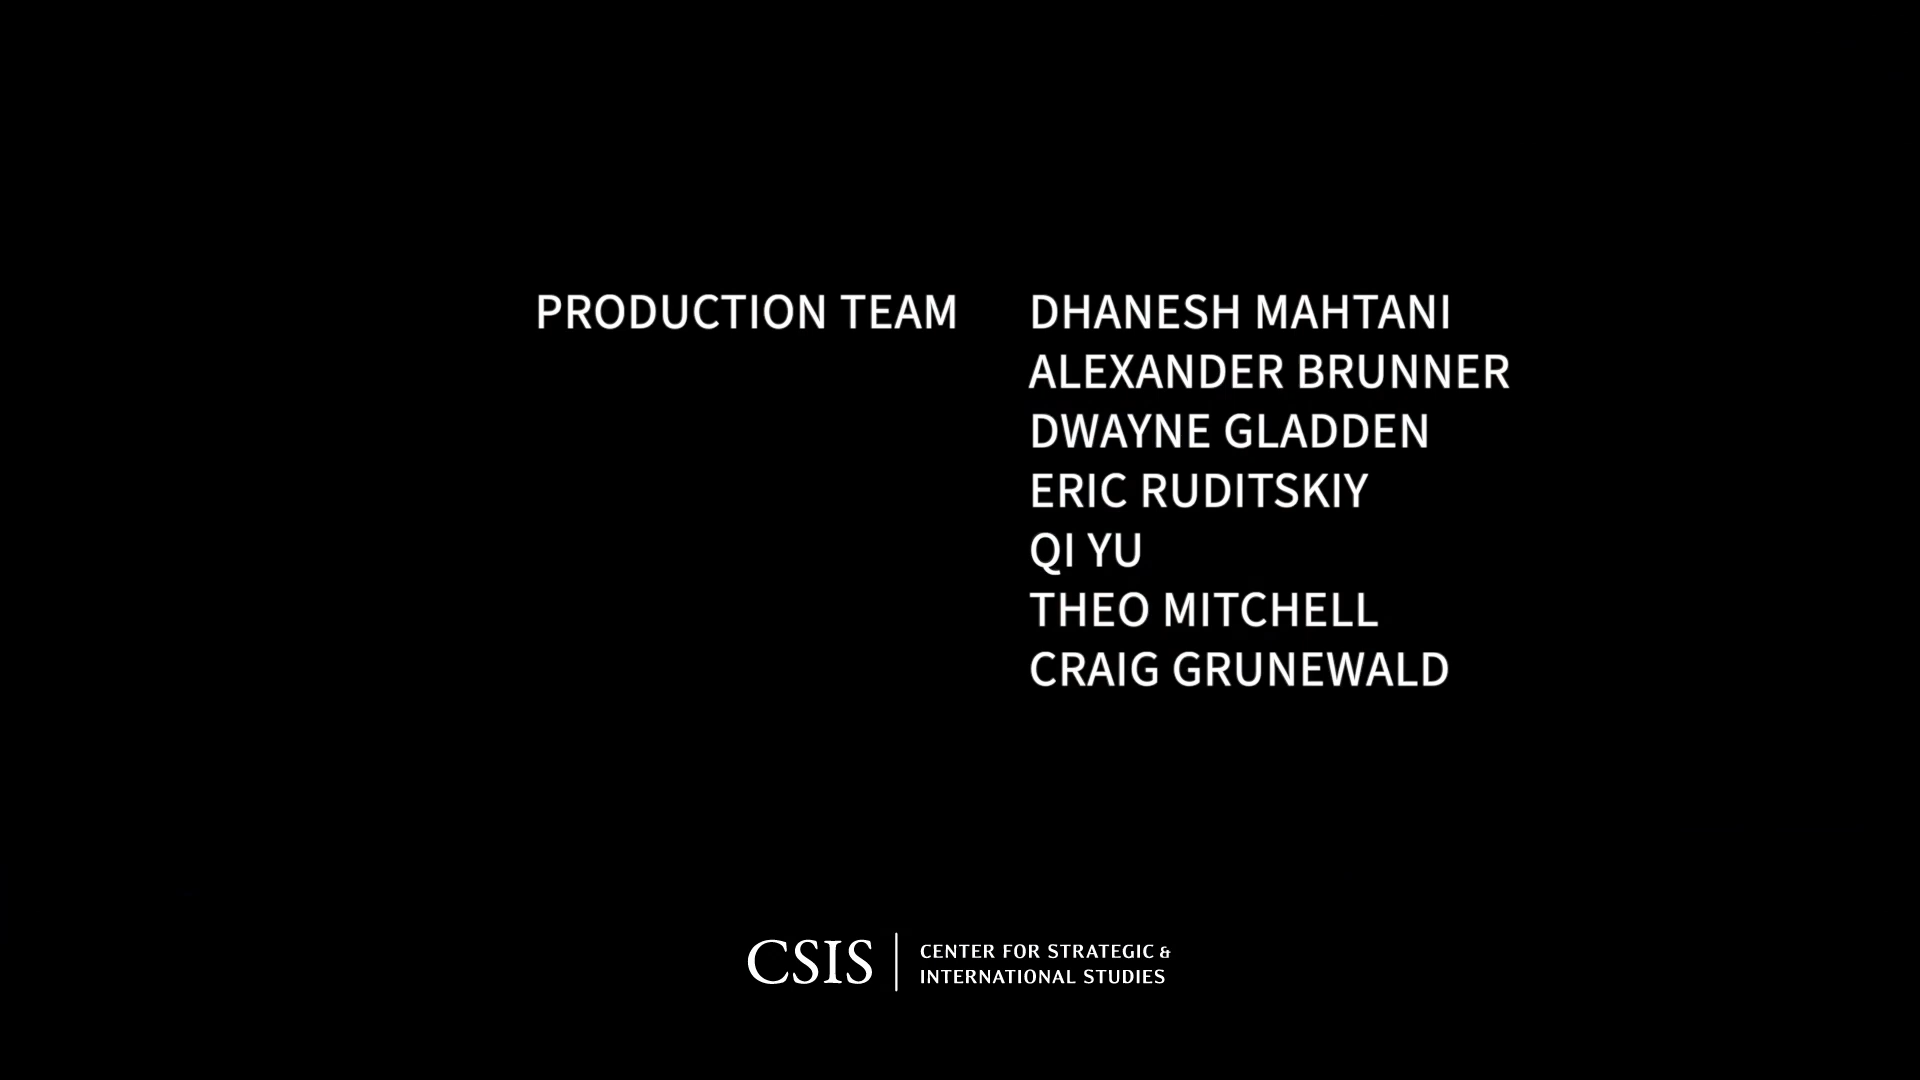 PRODUCTION TEAM
DHANESH MAHTANI
ALEXANDER BRUNNER
DWAYNE GLADDEN
ERIC RUDITSKIY
QI YU
THEO MITCHELL
CRAIG GRUNEWALD
CSIS
CENTER FOR STRATEGIC &
INTERNATIONAL STUDIES